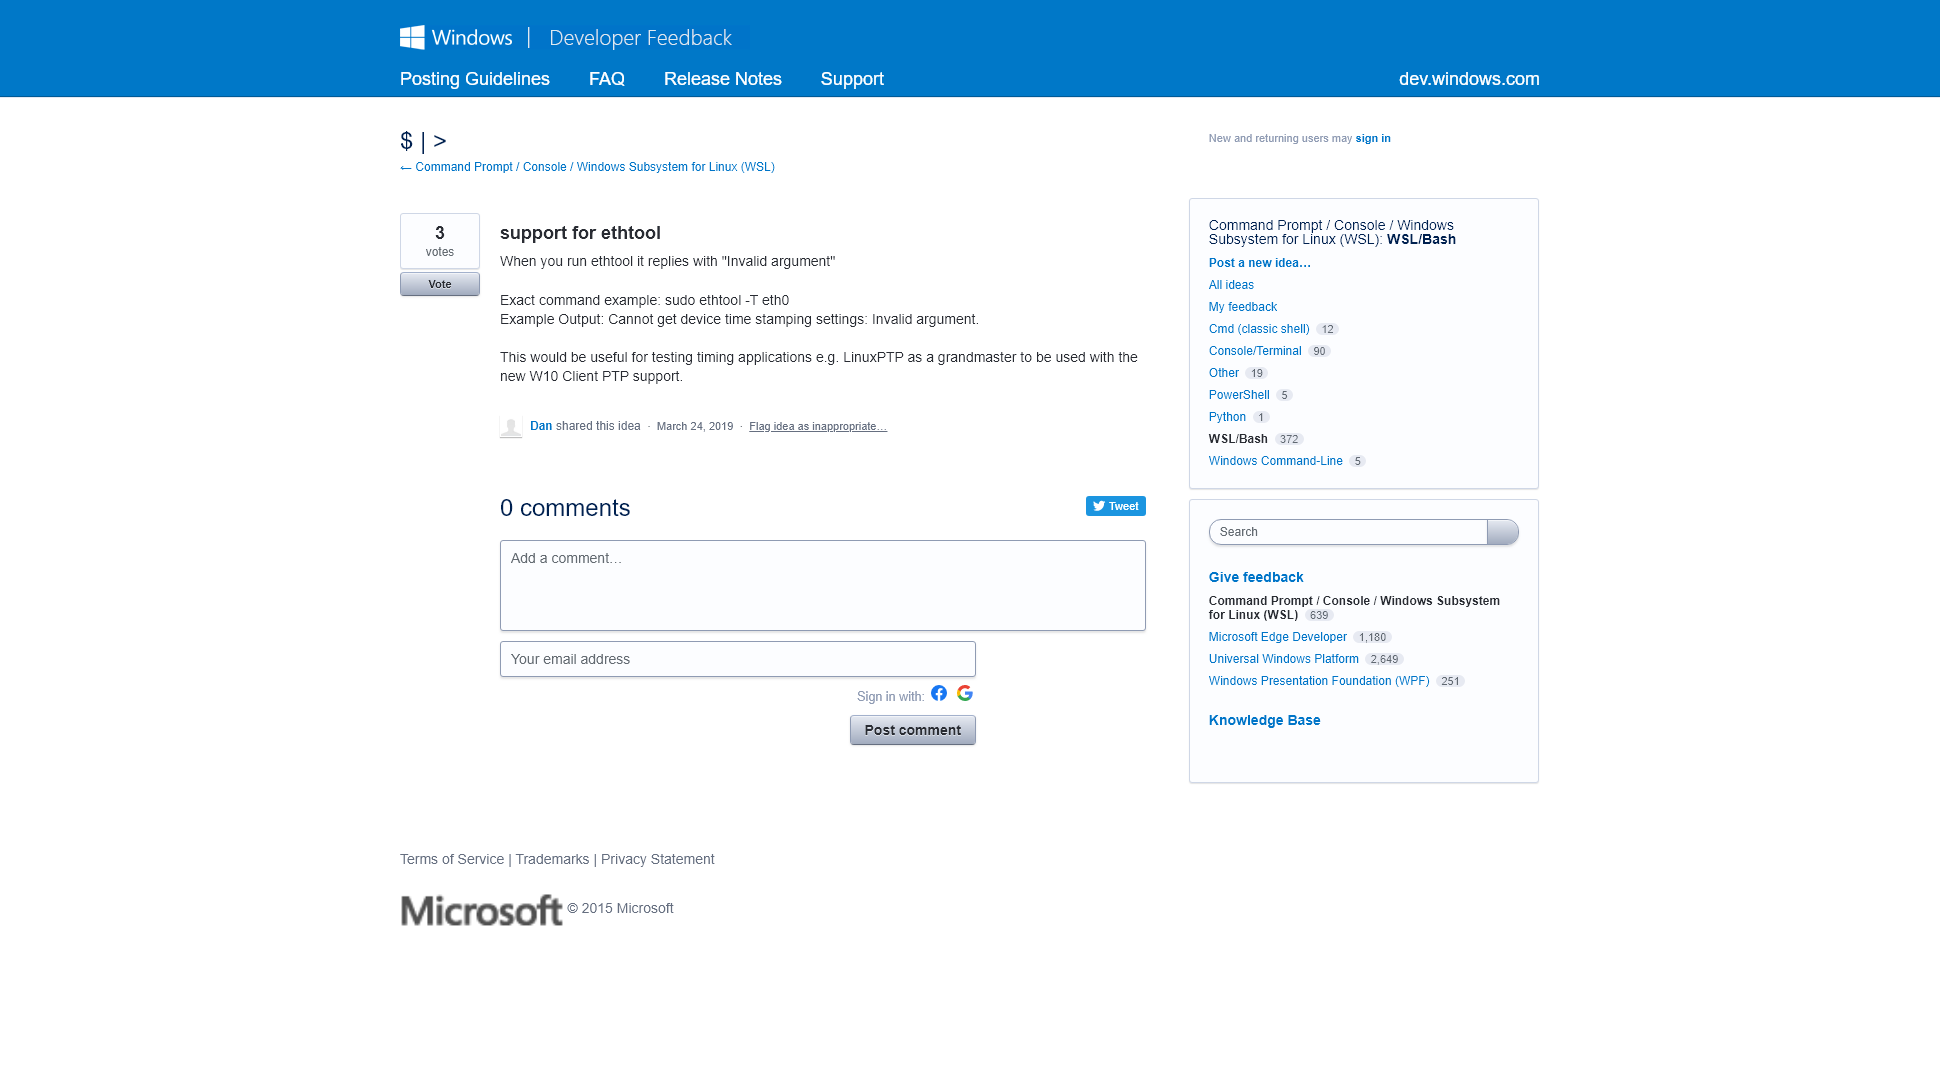 Windows | Developer Feedback
Posting Guidelines FAQ Release Notes Support dev.windows.com
$ | >
← Command Prompt / Console / Windows Subsystem for Linux (WSL)
New and returning users may sign in
3
votes
Vote
support for ethtool
When you run ethtool it replies with "Invalid argument"
Exact command example: sudo ethtool -T eth0
Example Output: Cannot get device time stamping settings: Invalid argument.
This would be useful for testing timing applications e.g. LinuxPTP as a grandmaster to be used with the
new W10 Client PTP support.
Dan shared this idea · March 24, 2019 · Flag idea as inappropriate…
0 comments
Tweet
Add a comment…
Your email address
Sign in with:
Post comment
Command Prompt / Console / Windows
Subsystem for Linux (WSL): WSL/Bash
Post a new idea…
All ideas
My feedback
Cmd (classic shell) 12
Console/Terminal 90
Other 19
PowerShell 5
Python 1
WSL/Bash 372
Windows Command-Line 5
Search
Give feedback
Command Prompt / Console / Windows Subsystem
for Linux (WSL) 639
Microsoft Edge Developer 1,180
Universal Windows Platform 2,649
Windows Presentation Foundation (WPF) 251
Knowledge Base
Terms of Service | Trademarks | Privacy Statement
Microsoft © 2015 Microsoft